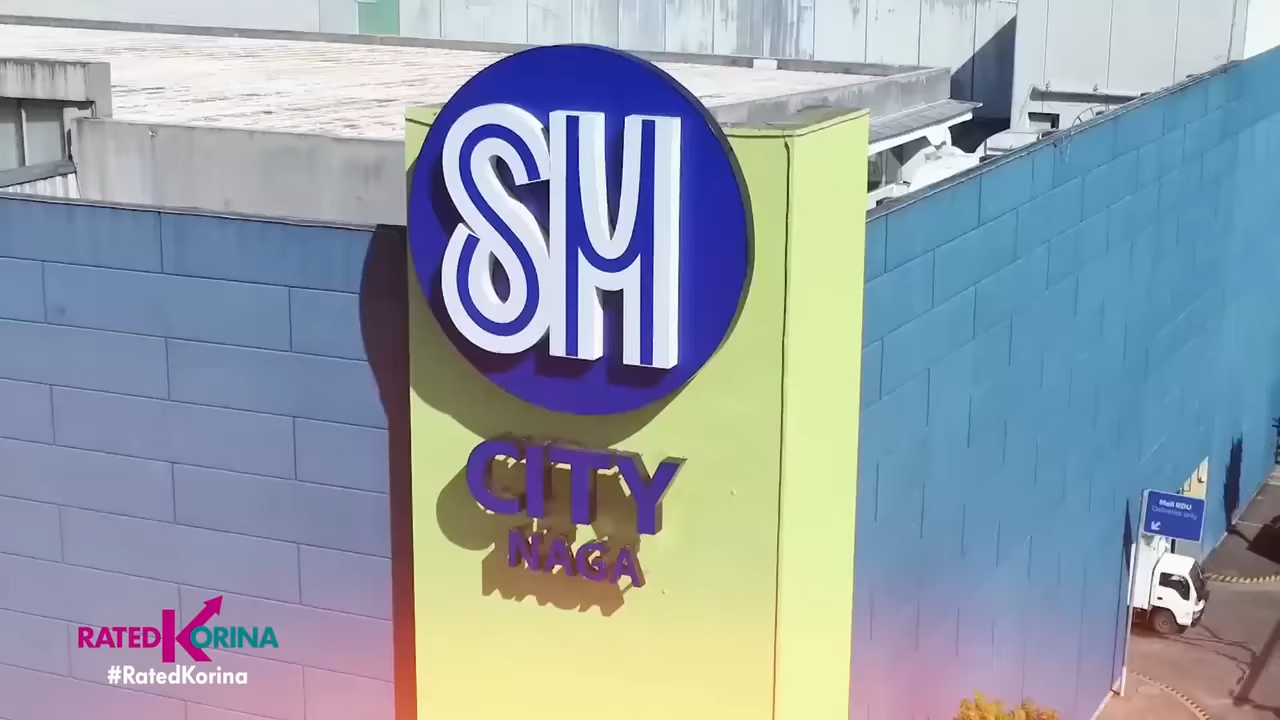 SM
CITY
NAGA
Mall BDU
Deliveries only
RATEDKORINA
#RatedKorina